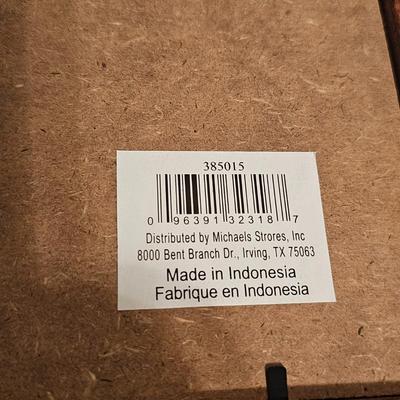 385015
0 96391 32318 7
Distributed by Michaels Strores, Inc
8000 Bent Branch Dr., Irving, TX 75063
Made in Indonesia
Fabrique en Indonesia